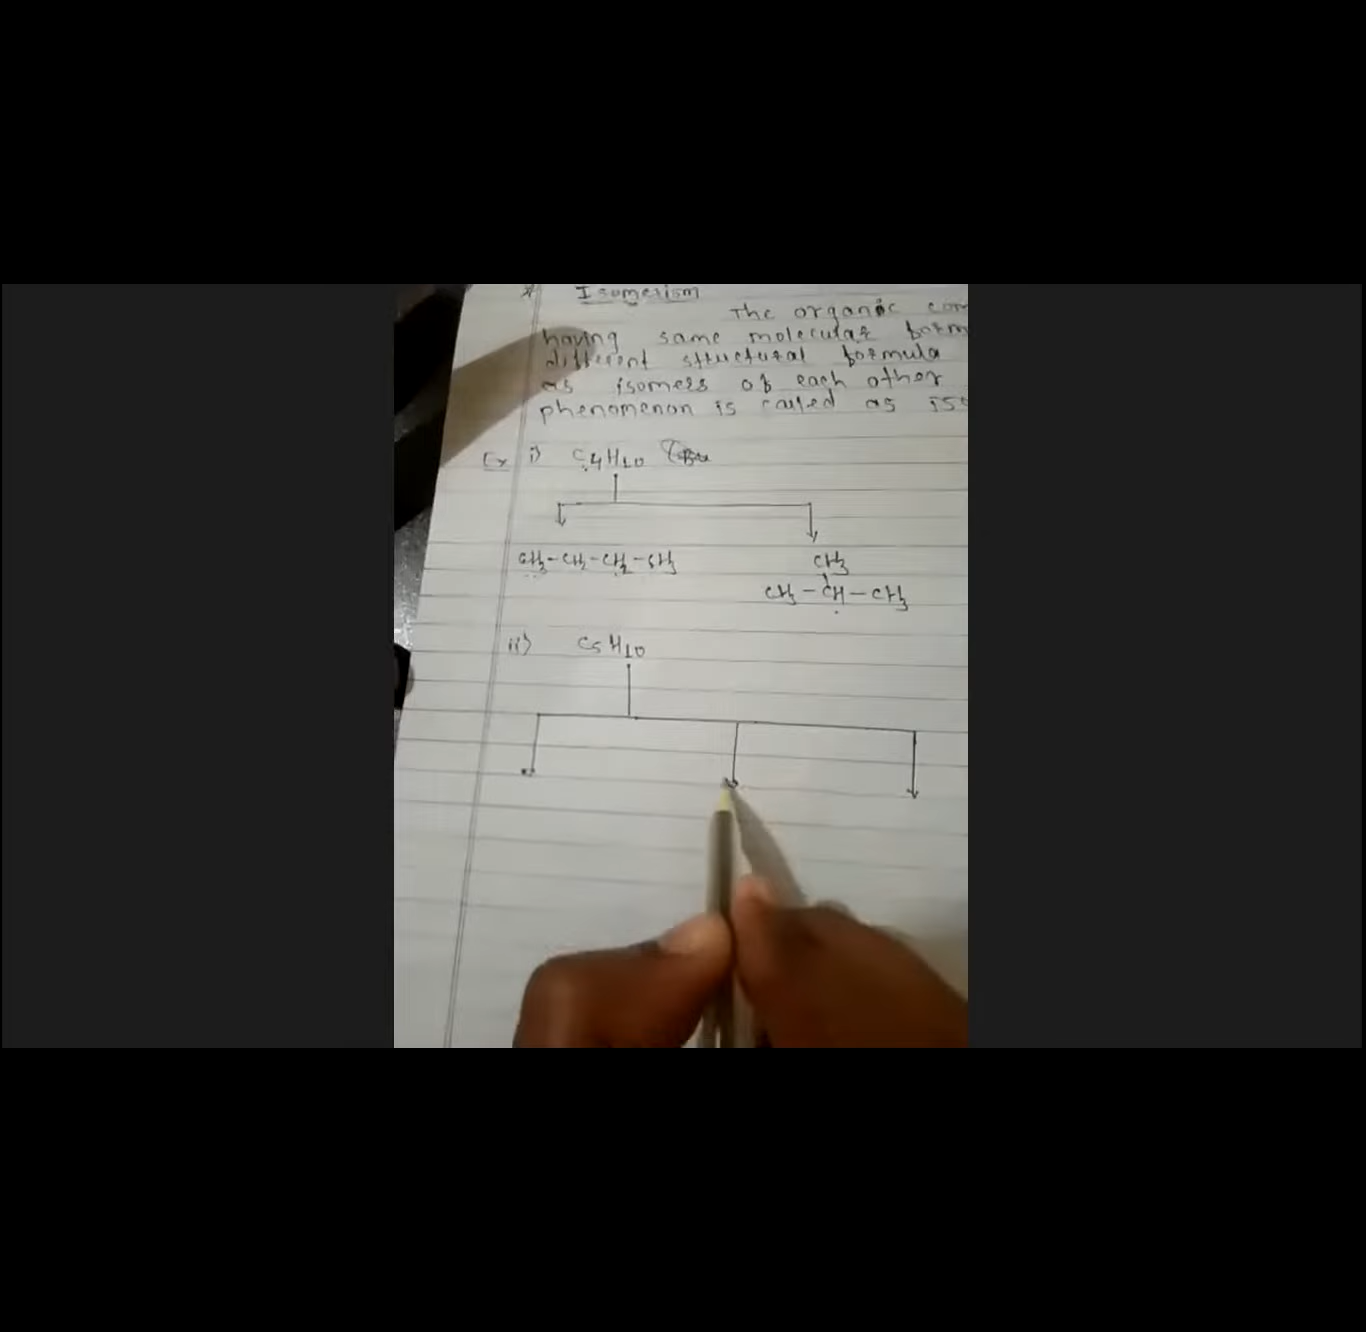 * Isomerism
The organic com
having same molecular form
different structural formula
as isomers of each other
phenomenon is called as iso
Ex i) C4H10
CH3-CH2-CH2-CH3
CH3
CH3-CH-CH3
ii) C5H10